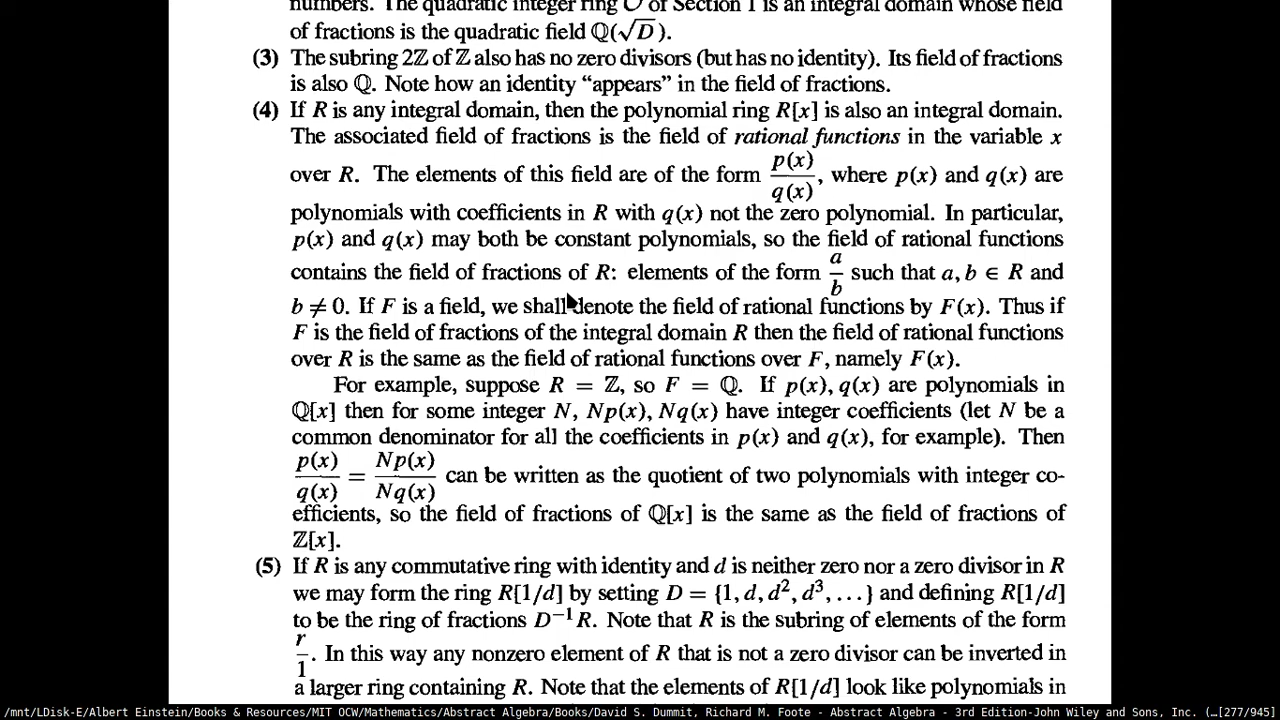 numbers. The quadratic integer ring O of Section 1 is an integral domain whose field
of fractions is the quadratic field ℚ(√D).
(3) The subring 2ℤ of ℤ also has no zero divisors (but has no identity). Its field of fractions
is also ℚ. Note how an identity “appears” in the field of fractions.
(4) If R is any integral domain, then the polynomial ring R[x] is also an integral domain.
The associated field of fractions is the field of rational functions in the variable x
over R. The elements of this field are of the form p(x)/q(x), where p(x) and q(x) are
polynomials with coefficients in R with q(x) not the zero polynomial. In particular,
p(x) and q(x) may both be constant polynomials, so the field of rational functions
contains the field of fractions of R: elements of the form a/b such that a, b ∈ R and
b ≠ 0. If F is a field, we shall denote the field of rational functions by F(x). Thus if
F is the field of fractions of the integral domain R then the field of rational functions
over R is the same as the field of rational functions over F, namely F(x).
For example, suppose R = ℤ, so F = ℚ. If p(x), q(x) are polynomials in
ℚ[x] then for some integer N, Np(x), Nq(x) have integer coefficients (let N be a
common denominator for all the coefficients in p(x) and q(x), for example). Then
p(x)/q(x) = Np(x)/Nq(x) can be written as the quotient of two polynomials with integer co-
efficients, so the field of fractions of ℚ[x] is the same as the field of fractions of
ℤ[x].
(5) If R is any commutative ring with identity and d is neither zero nor a zero divisor in R
we may form the ring R[1/d] by setting D = {1, d, d², d³, . . .} and defining R[1/d]
to be the ring of fractions D⁻¹R. Note that R is the subring of elements of the form
r/1. In this way any nonzero element of R that is not a zero divisor can be inverted in
a larger ring containing R. Note that the elements of R[1/d] look like polynomials in
/mnt/LDisk-E/Albert Einstein/Books & Resources/MIT OCW/Mathematics/Abstract Algebra/Books/David S. Dummit, Richard M. Foote - Abstract Algebra - 3rd Edition-John Wiley and Sons, Inc. (…[277/945]